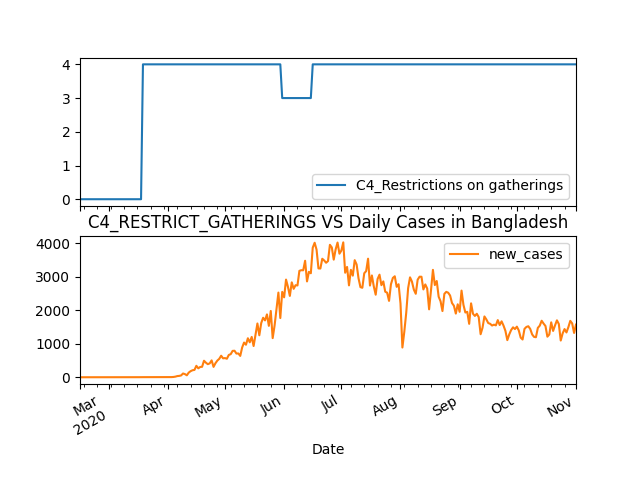 4
3
2
1
0
C4_Restrictions on gatherings
C4_RESTRICT_GATHERINGS VS Daily Cases in Bangladesh
4000
3000
2000
1000
0
new_cases
Mar
2020
Apr
May
Jun
Jul
Aug
Sep
Oct
Nov
Date